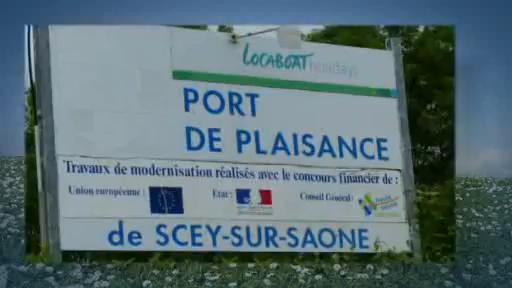 LOCABOAT holidays
PORT
DE PLAISANCE
Travaux de modernisation réalisés avec le concours financier de :
Union européenne : Etat : Conseil Général :
de SCEY-SUR-SAONE